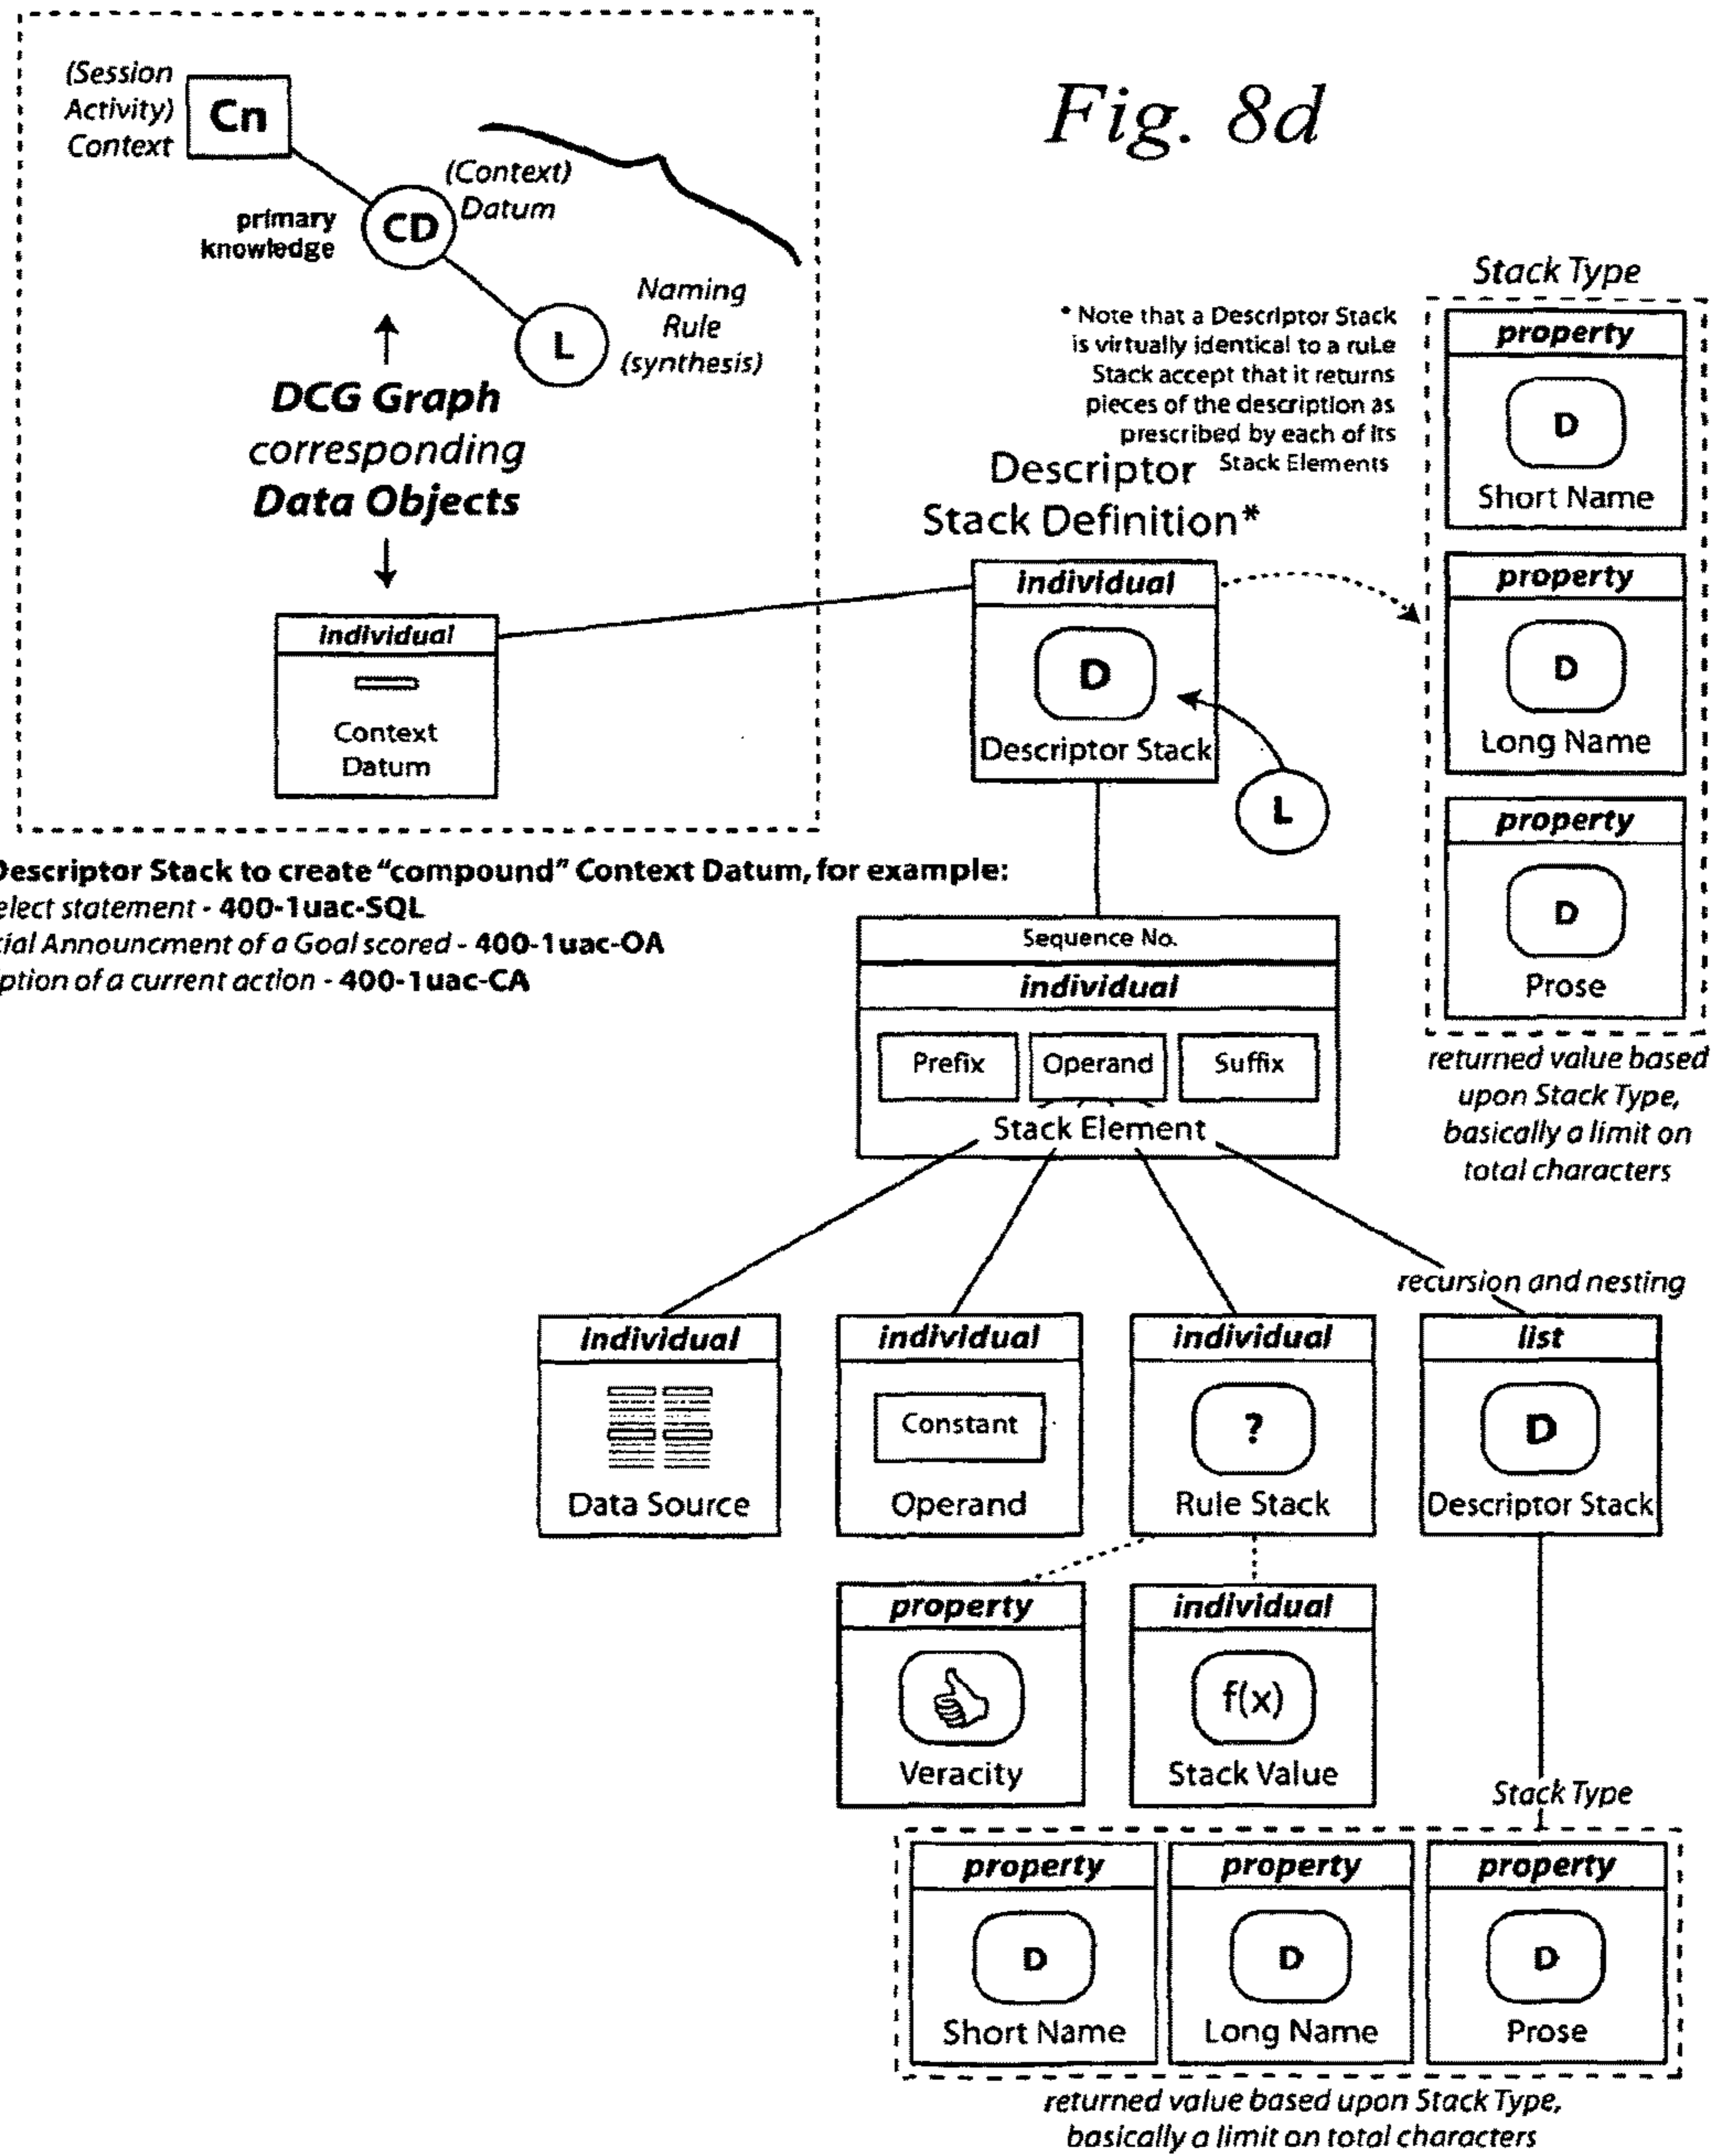 Fig. 8d
(Session
Activity)
Context
Cn
(Context)
Datum
primary
knowledge
CD
Naming
Rule
(synthesis)
L
DCG Graph
corresponding
Data Objects
individual
Context
Datum
* Note that a Descriptor Stack
is virtually identical to a ruLe
Stack accept that it returns
pieces of the description as
prescribed by each of its
Stack Elements
Descriptor
Stack Definition*
individual
D
Descriptor Stack
L
Stack Type
property
D
Short Name
property
D
Long Name
property
D
Prose
returned value based
upon Stack Type,
basically a limit on
total characters
Descriptor Stack to create “compound” Context Datum, for example:
elect statement - 400-1uac-SQL
cial Announcment of a Goal scored - 400-1uac-OA
ption of a current action - 400-1uac-CA
Sequence No.
individual
Prefix
Operand
Suffix
Stack Element
recursion and nesting
individual
Data Source
individual
Constant
Operand
individual
?
Rule Stack
list
D
Descriptor Stack
property
Veracity
individual
f(x)
Stack Value
Stack Type
property
D
Short Name
property
D
Long Name
property
D
Prose
returned value based upon Stack Type,
basically a limit on total characters